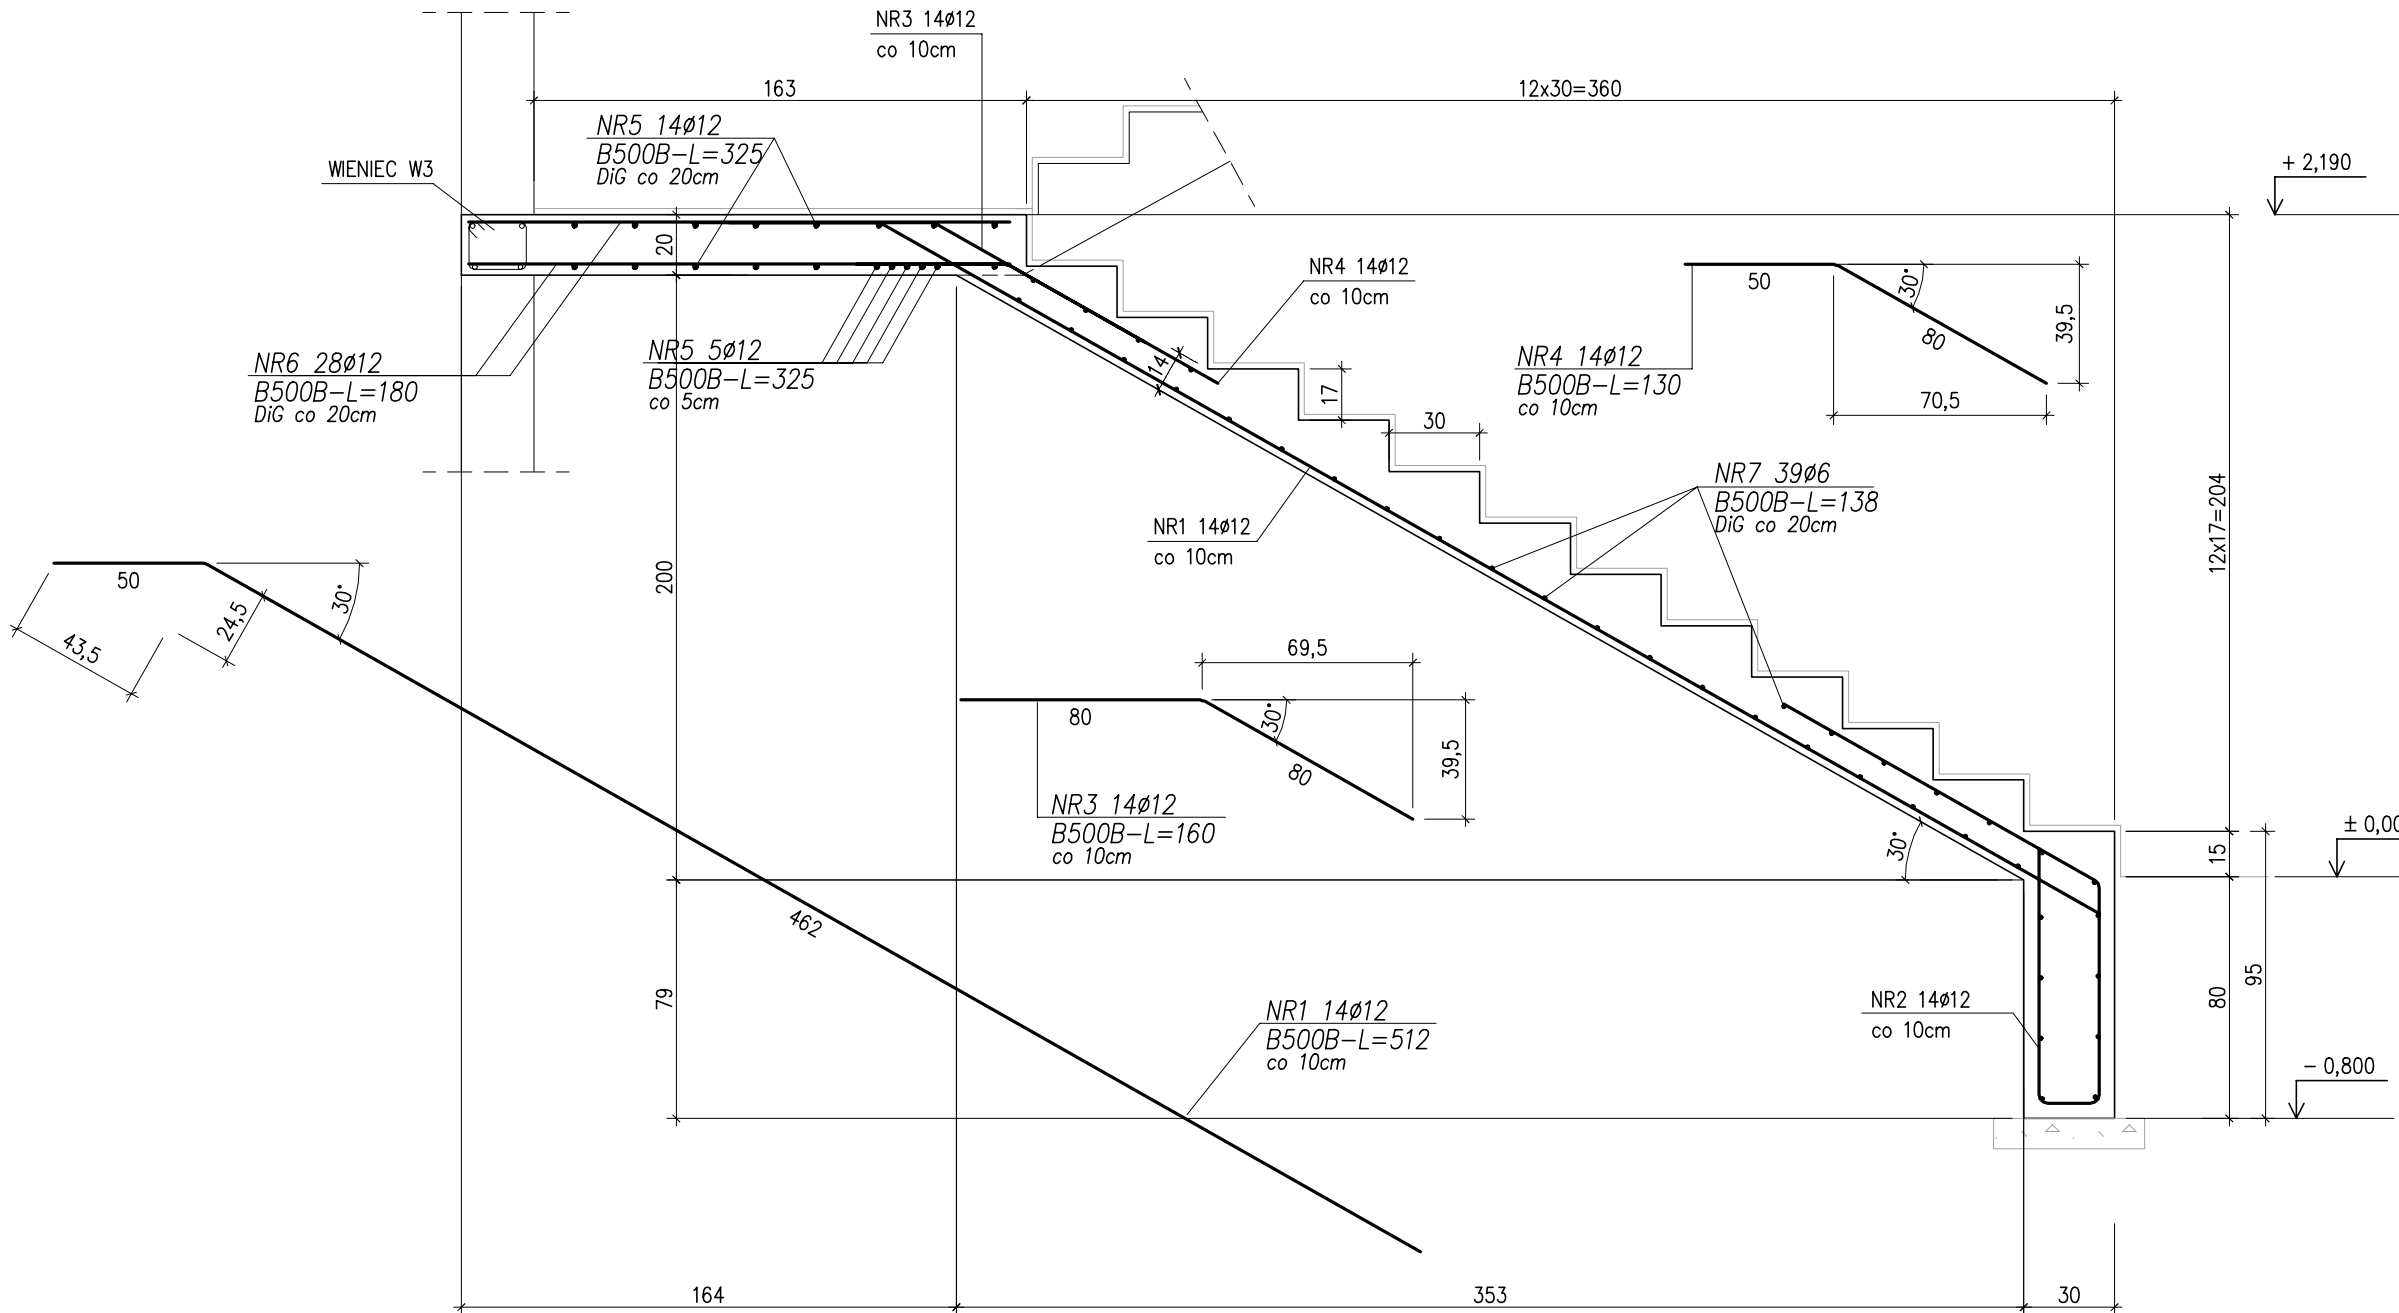 NR3 14ø12
co 10cm
163
12x30=360
NR5 14ø12
B500B-L=325
DiG co 20cm
WIENIEC W3
+ 2,190
20
NR4 14ø12
co 10cm
50
30°
80
39,5
70,5
NR4 14ø12
B500B-L=130
co 10cm
NR6 28ø12
B500B-L=180
DiG co 20cm
NR5 5ø12
B500B-L=325
co 5cm
14
17
30
NR7 39ø6
B500B-L=138
DiG co 20cm
12x17=204
NR1 14ø12
co 10cm
200
50
30°
24,5
43,5
69,5
80
30°
80
39,5
NR3 14ø12
B500B-L=160
co 10cm
30°
± 0,00
15
462
79
NR1 14ø12
B500B-L=512
co 10cm
NR2 14ø12
co 10cm
80
95
- 0,800
164
353
30